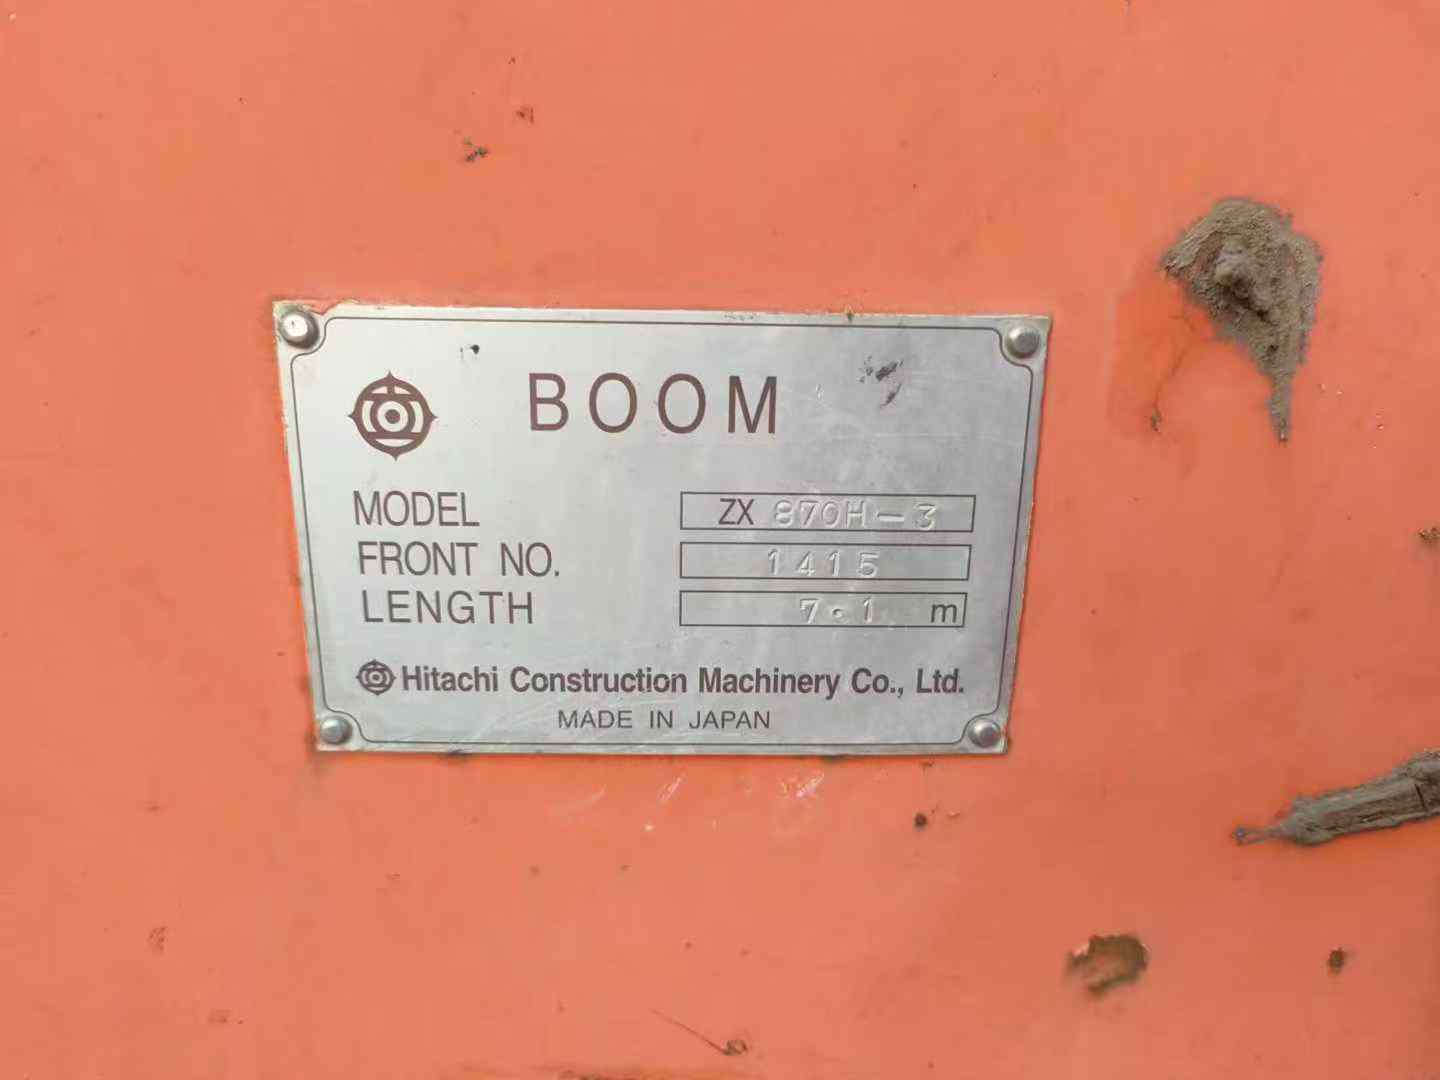 BOOM
MODEL ZX 870H-3
FRONT NO. 1415
LENGTH 7.1 m
Hitachi Construction Machinery Co., Ltd.
MADE IN JAPAN